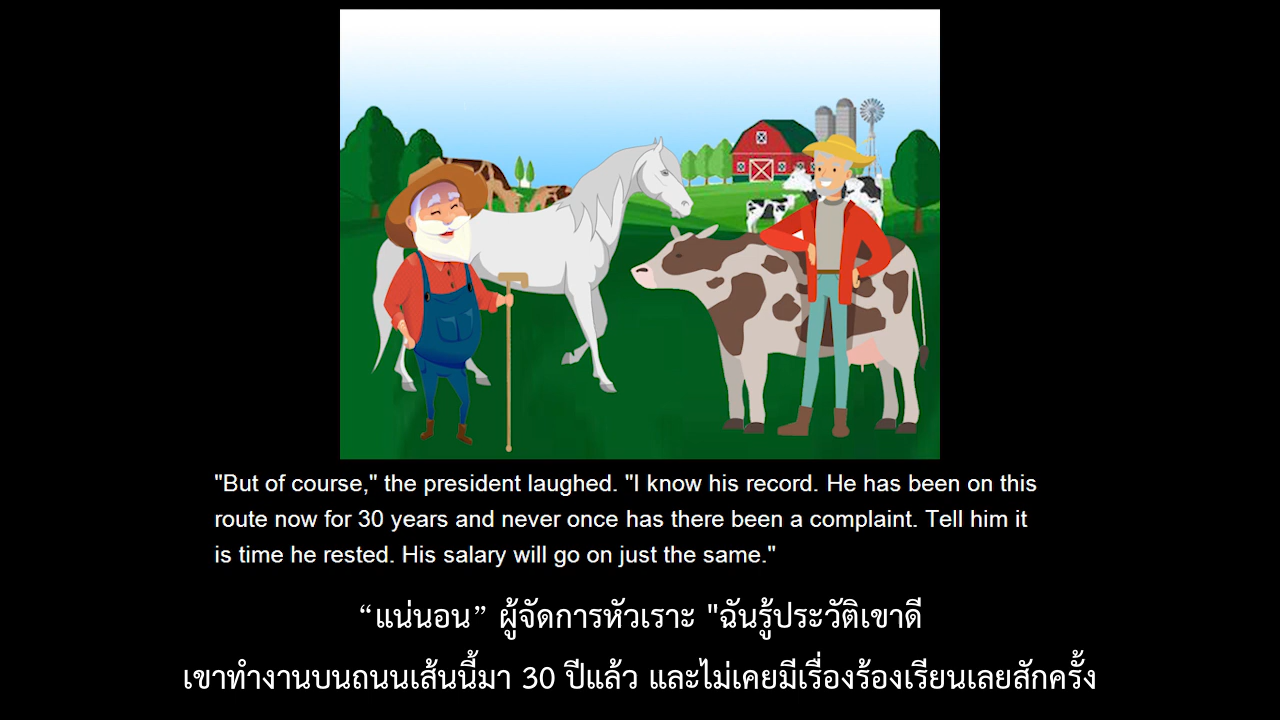 "But of course," the president laughed. "I know his record. He has been on this
route now for 30 years and never once has there been a complaint. Tell him it
is time he rested. His salary will go on just the same."
“แน่นอน” ผู้จัดการหัวเราะ "ฉันรู้ประวัติเขาดี
เขาทำงานบนถนนเส้นนี้มา 30 ปีแล้ว และไม่เคยมีเรื่องร้องเรียนเลยสักครั้ง